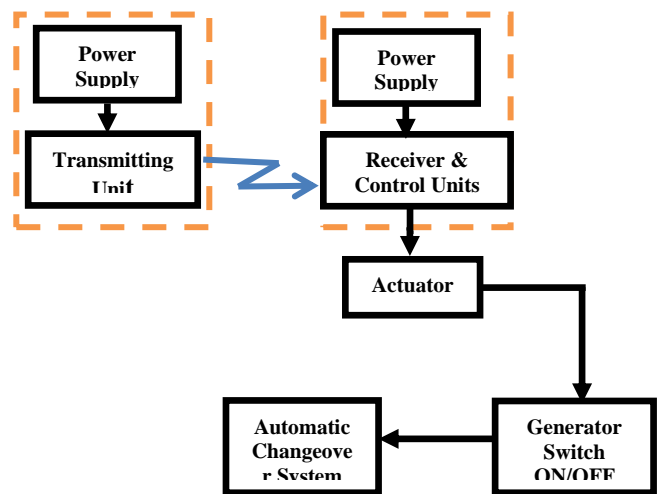 Power
Supply
Power
Supply
Transmitting
Unit
Receiver &
Control Units
Actuator
Automatic
Changeove
r System
Generator
Switch
ON/OFF